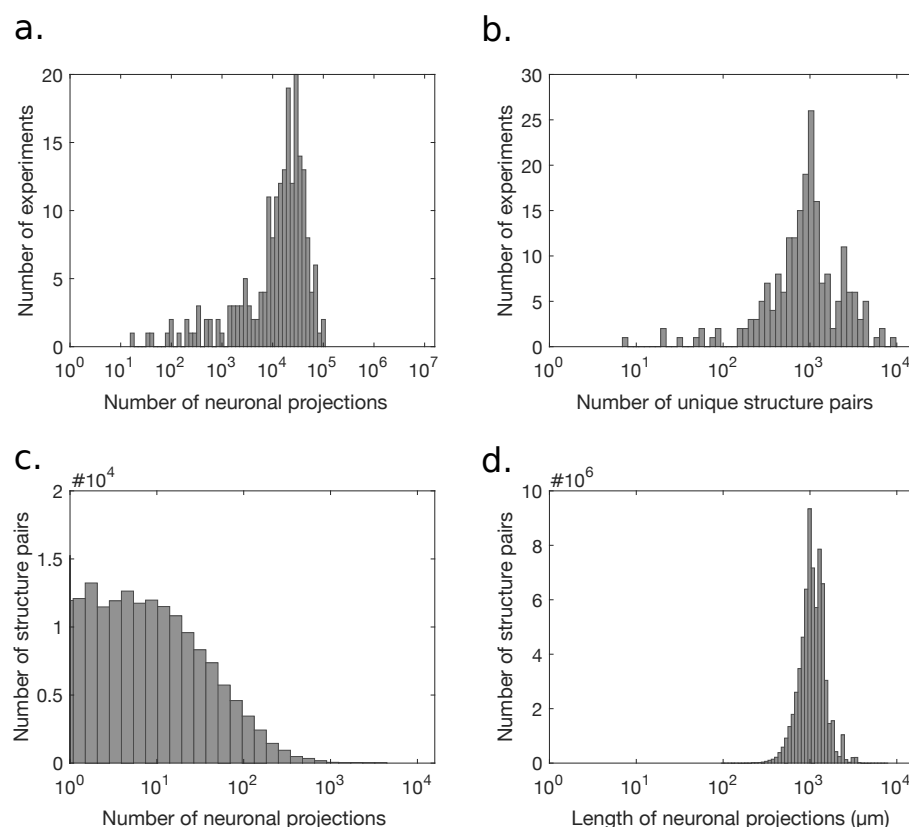 a.
20
15
10
5
0
Number of experiments
10^0 10^1 10^2 10^3 10^4 10^5 10^6 10^7
Number of neuronal projections
b.
30
25
20
15
10
5
0
Number of experiments
10^0 10^1 10^2 10^3 10^4
Number of unique structure pairs
c.
#10^4
2
1.5
1
0.5
0
Number of structure pairs
10^0 10^1 10^2 10^3 10^4
Number of neuronal projections
d.
#10^6
10
8
6
4
2
0
Number of structure pairs
10^0 10^1 10^2 10^3 10^4
Length of neuronal projections (µm)